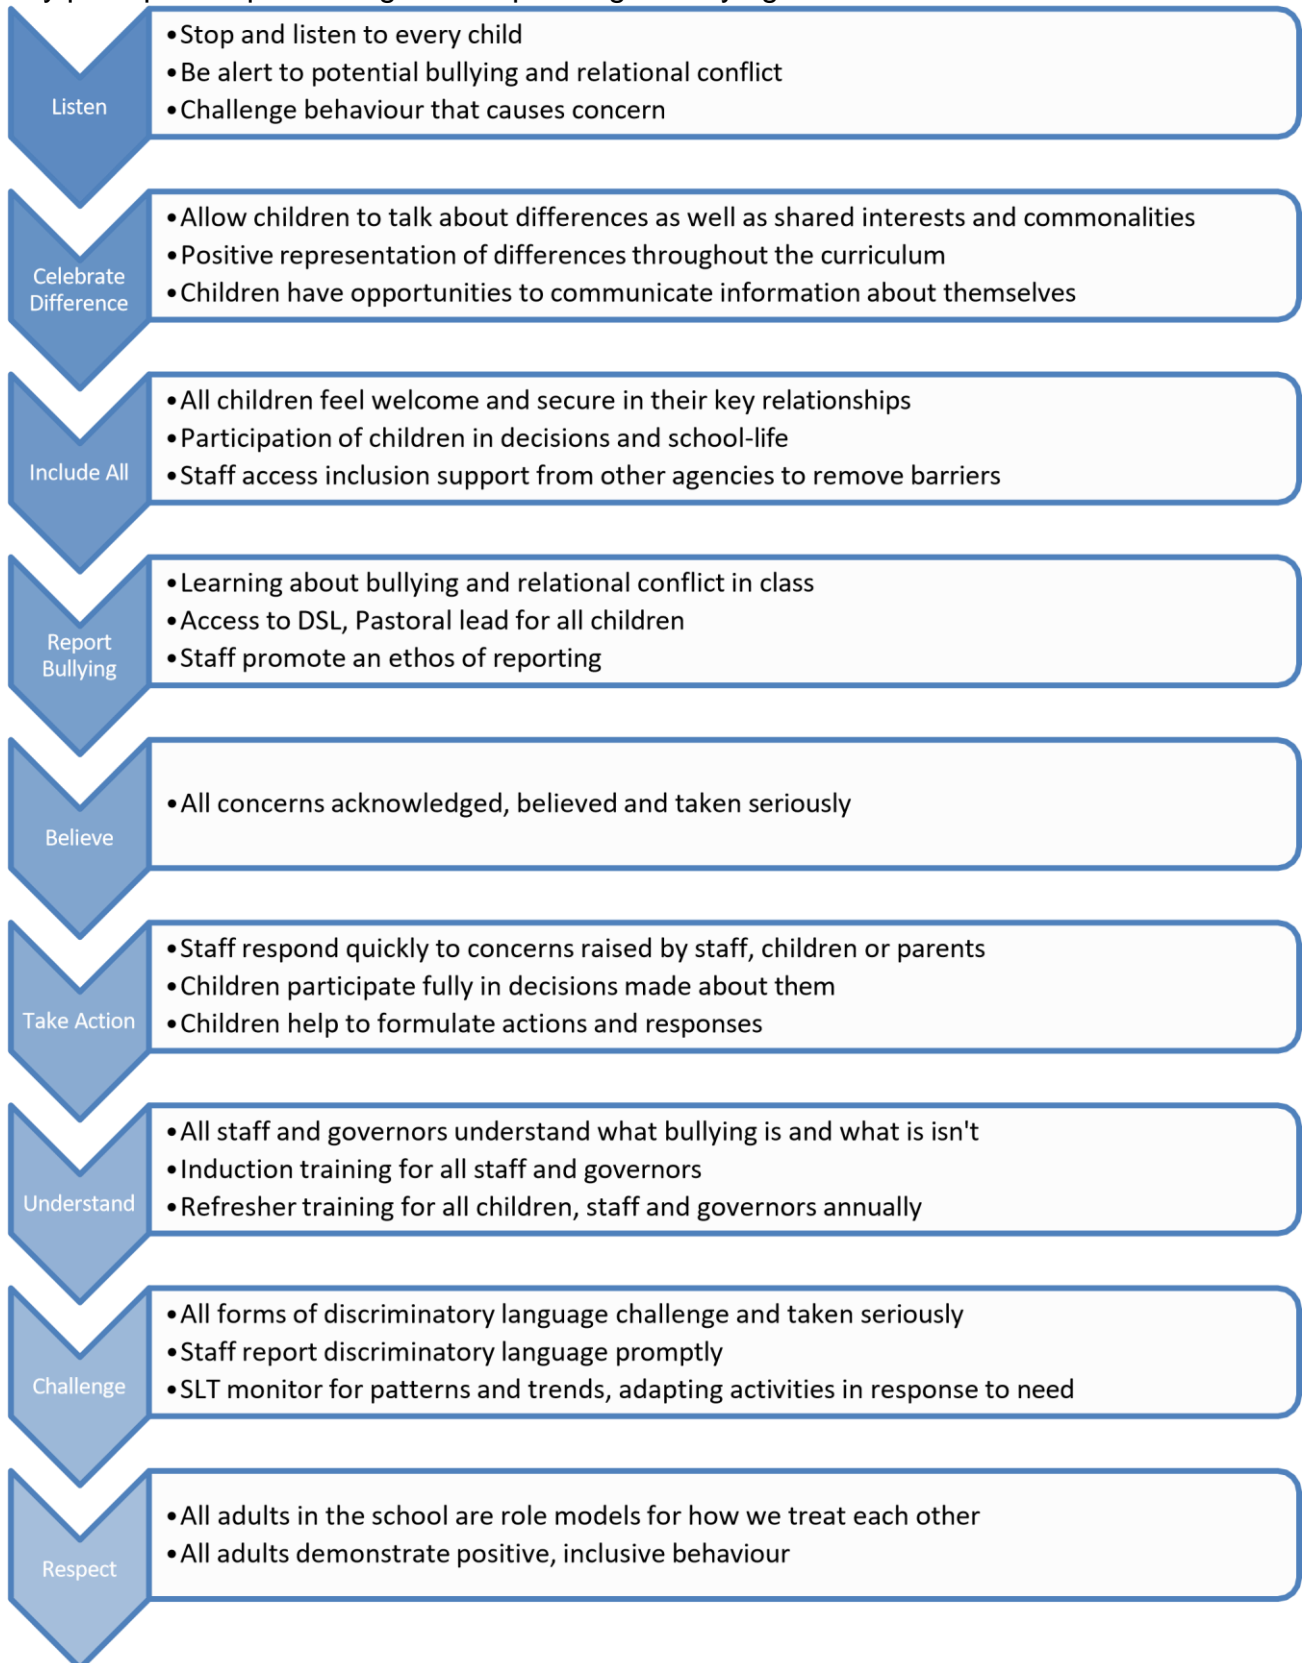 Listen
•Stop and listen to every child
•Be alert to potential bullying and relational conflict
•Challenge behaviour that causes concern
Celebrate
Difference
•Allow children to talk about differences as well as shared interests and commonalities
•Positive representation of differences throughout the curriculum
•Children have opportunities to communicate information about themselves
Include All
•All children feel welcome and secure in their key relationships
•Participation of children in decisions and school-life
•Staff access inclusion support from other agencies to remove barriers
Report
Bullying
•Learning about bullying and relational conflict in class
•Access to DSL, Pastoral lead for all children
•Staff promote an ethos of reporting
Believe
•All concerns acknowledged, believed and taken seriously
Take Action
•Staff respond quickly to concerns raised by staff, children or parents
•Children participate fully in decisions made about them
•Children help to formulate actions and responses
Understand
•All staff and governors understand what bullying is and what is isn't
•Induction training for all staff and governors
•Refresher training for all children, staff and governors annually
Challenge
•All forms of discriminatory language challenge and taken seriously
•Staff report discriminatory language promptly
•SLT monitor for patterns and trends, adapting activities in response to need
Respect
•All adults in the school are role models for how we treat each other
•All adults demonstrate positive, inclusive behaviour